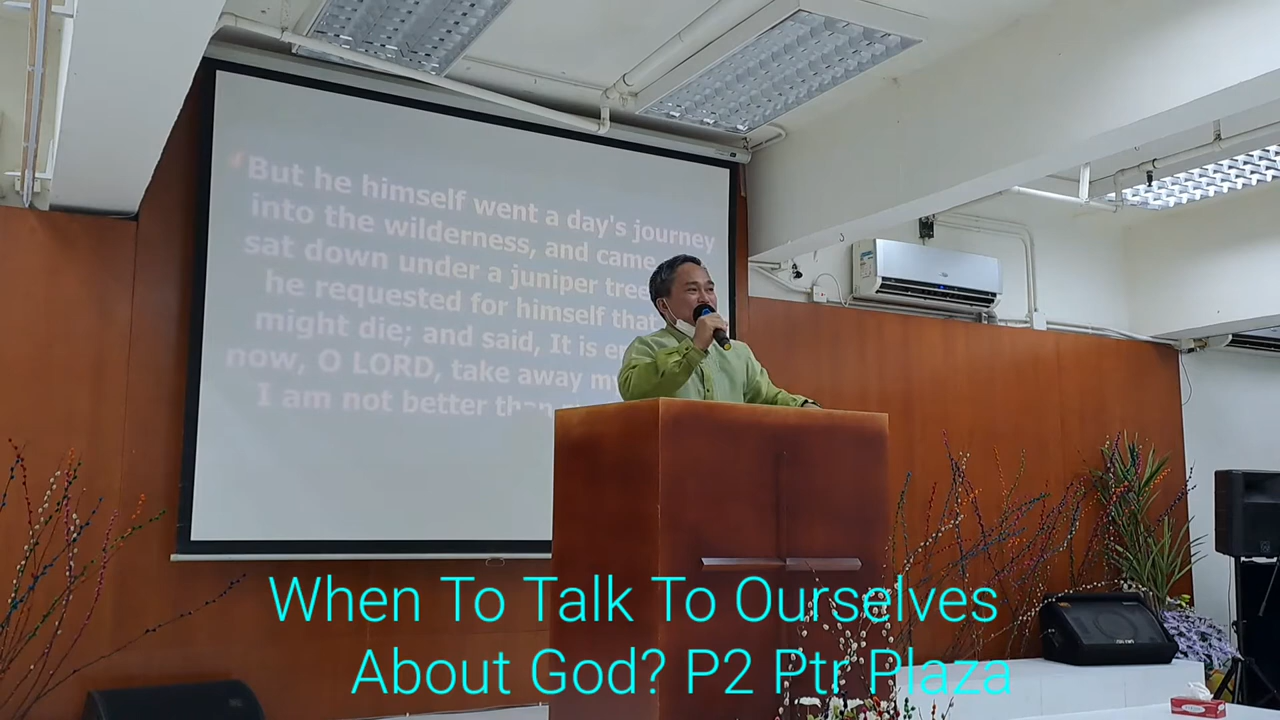 But he himself went a day's journey
into the wilderness, and came
sat down under a juniper tree
he requested for himself that
might die; and said, It is
now, O LORD, take away my
I am not better than
When To Talk To Ourselves
About God? P2 Ptr Plaza